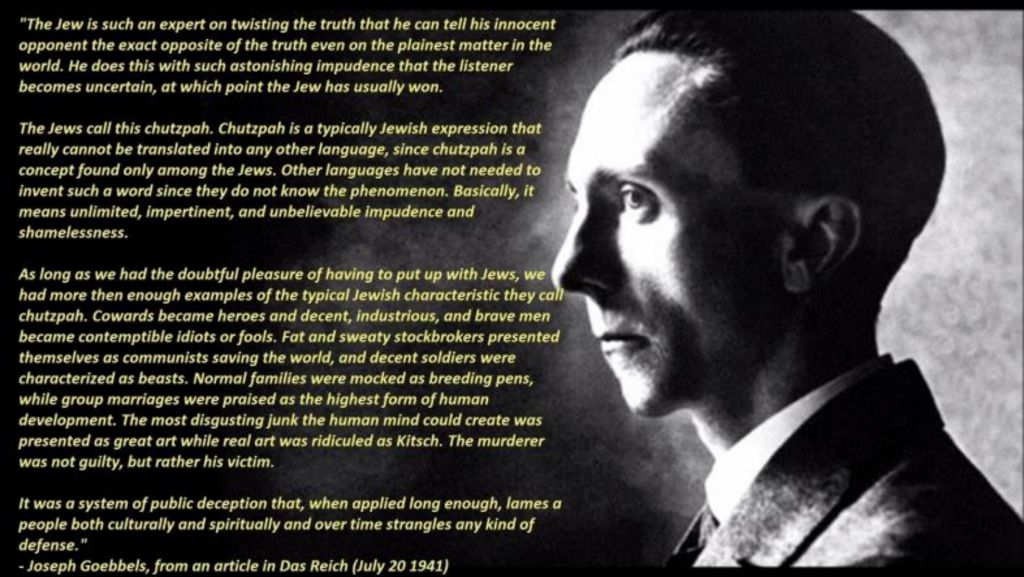 "The Jew is such an expert on twisting the truth that he can tell his innocent
opponent the exact opposite of the truth even on the plainest matter in the
world. He does this with such astonishing impudence that the listener
becomes uncertain, at which point the Jew has usually won.
The Jews call this chutzpah. Chutzpah is a typically Jewish expression that
really cannot be translated into any other language, since chutzpah is a
concept found only among the Jews. Other languages have not needed to
invent such a word since they do not know the phenomenon. Basically, it
means unlimited, impertinent, and unbelievable impudence and
shamelessness.
As long as we had the doubtful pleasure of having to put up with Jews, we
had more then enough examples of the typical Jewish characteristic they call
chutzpah. Cowards became heroes and decent, industrious, and brave men
became contemptible idiots or fools. Fat and sweaty stockbrokers presented
themselves as communists saving the world, and decent soldiers were
characterized as beasts. Normal families were mocked as breeding pens,
while group marriages were praised as the highest form of human
development. The most disgusting junk the human mind could create was
presented as great art while real art was ridiculed as Kitsch. The murderer
was not guilty, but rather his victim.
It was a system of public deception that, when applied long enough, lames a
people both culturally and spiritually and over time strangles any kind of
defense."
- Joseph Goebbels, from an article in Das Reich (July 20 1941)